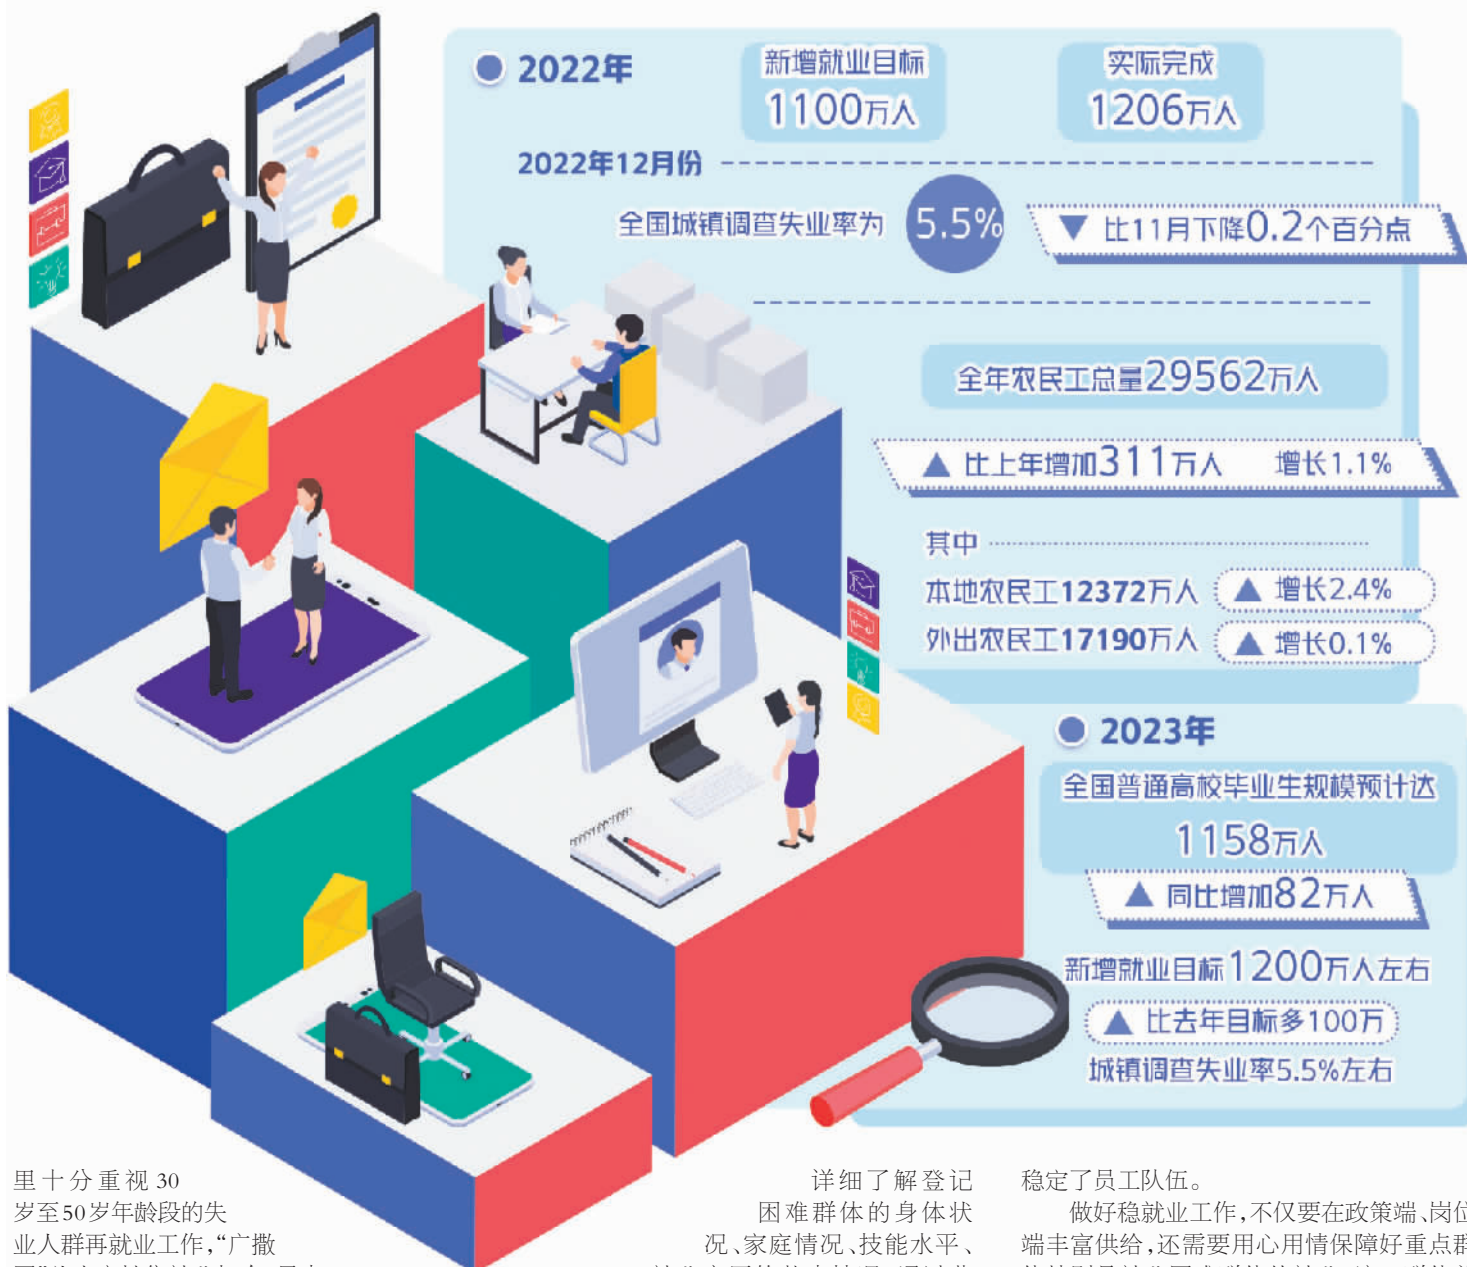 2022年
新增就业目标
1100万人
实际完成
1206万人
2022年12月份
全国城镇调查失业率为
5.5%
比11月下降0.2个百分点
全年农民工总量29562万人
比上年增加311万人 增长1.1%
其中
本地农民工12372万人 增长2.4%
外出农民工17190万人 增长0.1%
2023年
全国普通高校毕业生规模预计达
1158万人
同比增加82万人
新增就业目标1200万人左右
比去年目标多100万
城镇调查失业率5.5%左右
里十分重视30
岁至50岁年龄段的失
业人群再就业工作，“广撒
详细了解登记
困难群体的身体状
况、家庭情况、技能水平、
稳定了员工队伍。
做好稳就业工作，不仅要在政策端、岗位
端丰富供给，还需要用心用情保障好重点群